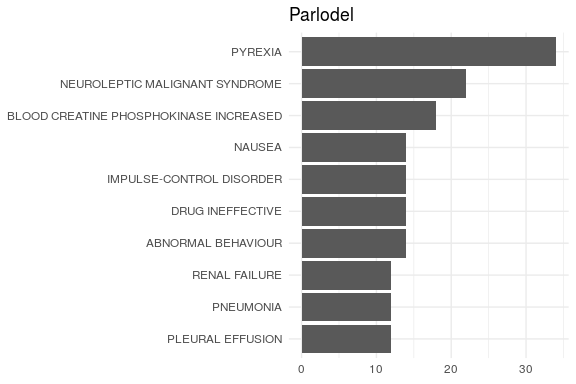 Parlodel
PYREXIA
NEUROLEPTIC MALIGNANT SYNDROME
BLOOD CREATINE PHOSPHOKINASE INCREASED
NAUSEA
IMPULSE-CONTROL DISORDER
DRUG INEFFECTIVE
ABNORMAL BEHAVIOUR
RENAL FAILURE
PNEUMONIA
PLEURAL EFFUSION
0 10 20 30